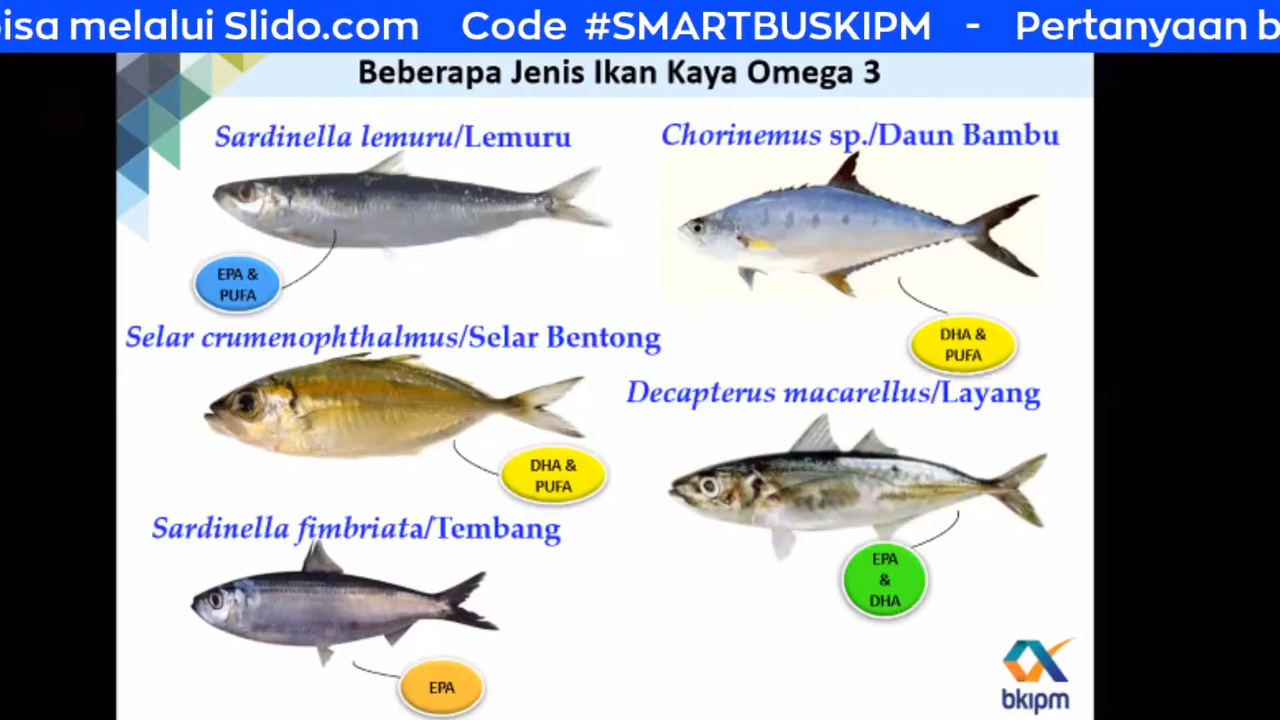 isa melalui Slido.com Code #SMARTBUSKIPM - Pertanyaan b
Beberapa Jenis Ikan Kaya Omega 3
Sardinella lemuru/Lemuru
EPA &
PUFA
Chorinemus sp./Daun Bambu
DHA &
PUFA
Selar crumenophthalmus/Selar Bentong
DHA &
PUFA
Decapterus macarellus/Layang
EPA
&
DHA
Sardinella fimbriata/Tembang
EPA
bkipm